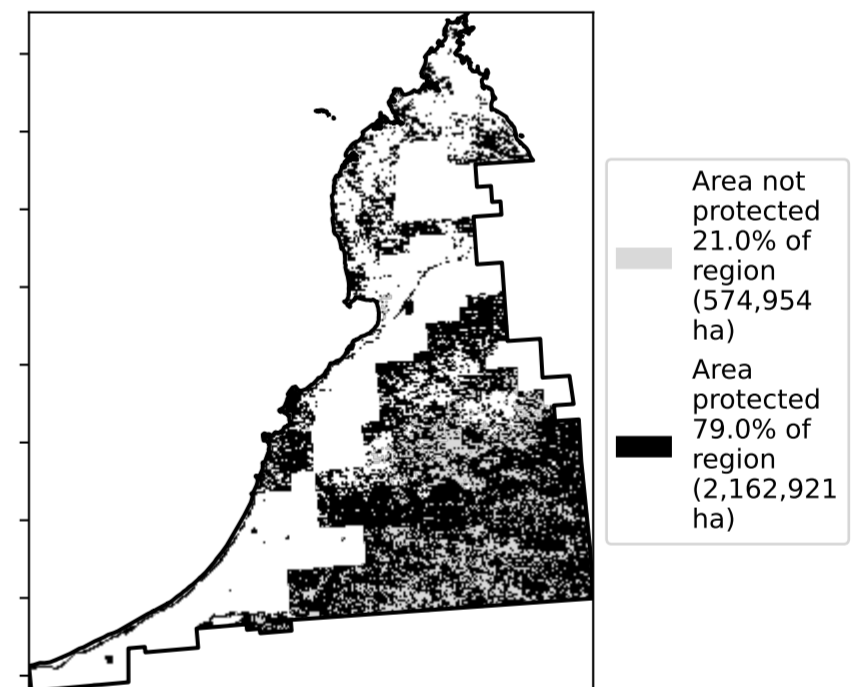 Area not
protected
21.0% of
region
(574,954
ha)
Area
protected
79.0% of
region
(2,162,921
ha)